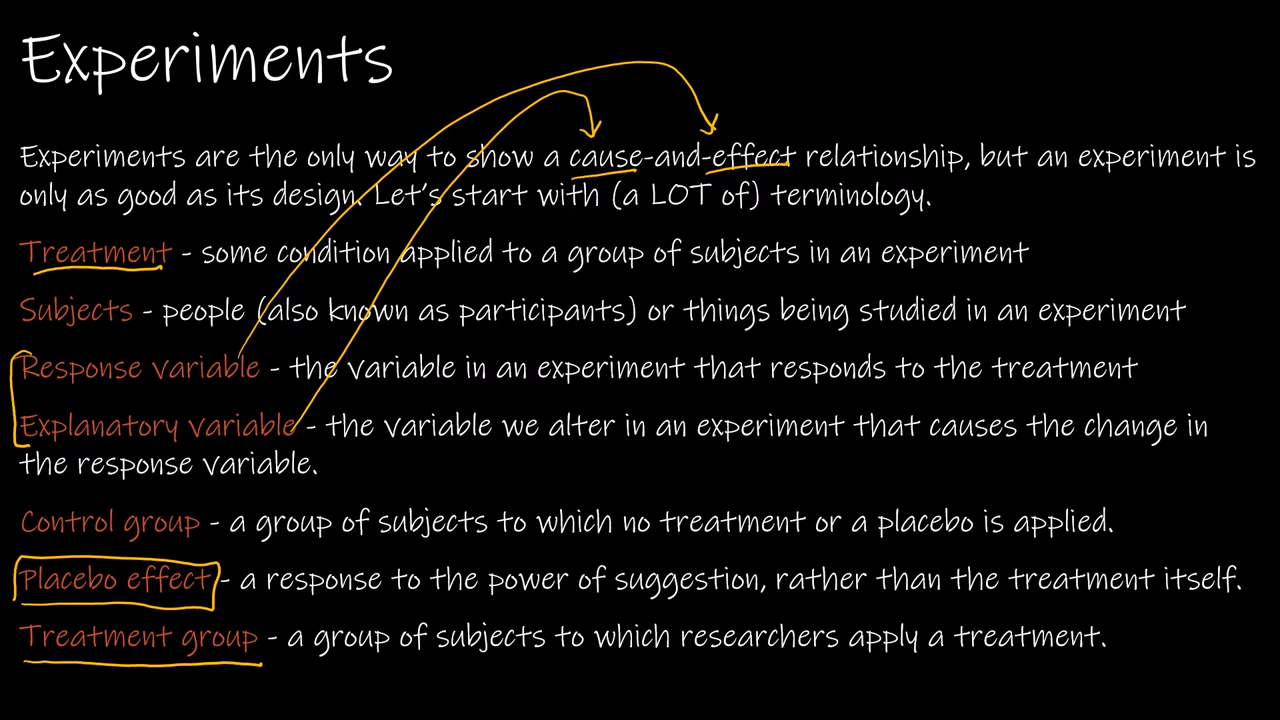 Experiments
Experiments are the only way to show a cause-and-effect relationship, but an experiment is
only as good as its design. Let's start with (a LOT of) terminology.
Treatment - some condition applied to a group of subjects in an experiment
Subjects - people (also known as participants) or things being studied in an experiment
Response variable - the variable in an experiment that responds to the treatment
Explanatory variable - the variable we alter in an experiment that causes the change in
the response variable.
Control group - a group of subjects to which no treatment or a placebo is applied.
Placebo effect - a response to the power of suggestion, rather than the treatment itself.
Treatment group - a group of subjects to which researchers apply a treatment.